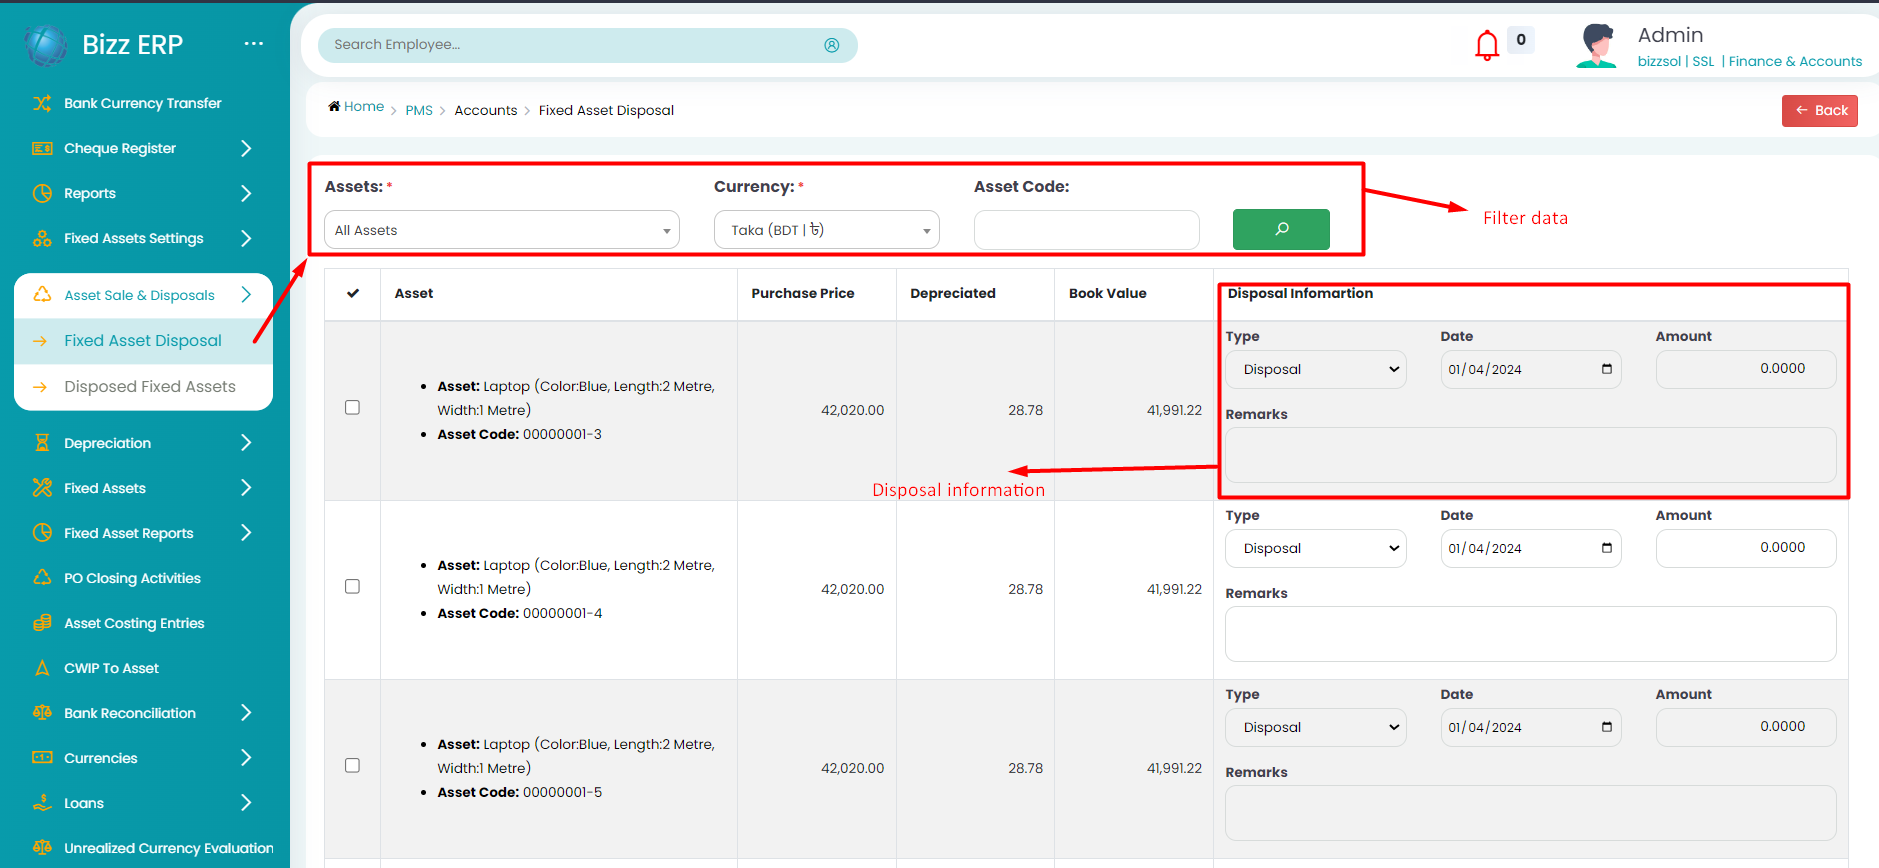 Bizz ERP
Bank Currency Transfer
Cheque Register
Reports
Fixed Assets Settings
Asset Sale & Disposals
Fixed Asset Disposal
Disposed Fixed Assets
Depreciation
Fixed Assets
Fixed Asset Reports
PO Closing Activities
Asset Costing Entries
CWIP To Asset
Bank Reconciliation
Currencies
Loans
Unrealized Currency Evaluation
Search Employee...
0
Admin
bizzsol | SSL | Finance & Accounts
Home > PMS > Accounts > Fixed Asset Disposal
← Back
Assets: * Currency: * Asset Code:
All Assets Taka (BDT | ৳)
Filter data
Asset Purchase Price Depreciated Book Value Disposal Infomartion
Type Date Amount
Asset: Laptop (Color:Blue, Length:2 Metre,
Width:1 Metre)
Asset Code: 00000001-3
42,020.00 28.78 41,991.22
Disposal 01/04/2024 0.0000
Remarks
Disposal information
Type Date Amount
Asset: Laptop (Color:Blue, Length:2 Metre,
Width:1 Metre)
Asset Code: 00000001-4
42,020.00 28.78 41,991.22
Disposal 01/04/2024 0.0000
Remarks
Type Date Amount
Asset: Laptop (Color:Blue, Length:2 Metre,
Width:1 Metre)
Asset Code: 00000001-5
42,020.00 28.78 41,991.22
Disposal 01/04/2024 0.0000
Remarks